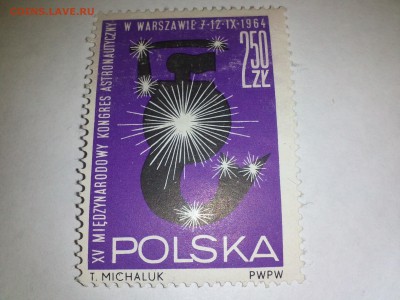 COINS.LAVE.RU
W WARSZAWIE 7-12-IX-1964
XV MIĘDZYNARODOWY KONGRES ASTRONAUTYCZNY
2,50 ZŁ
POLSKA
T. MICHALUK PWPW